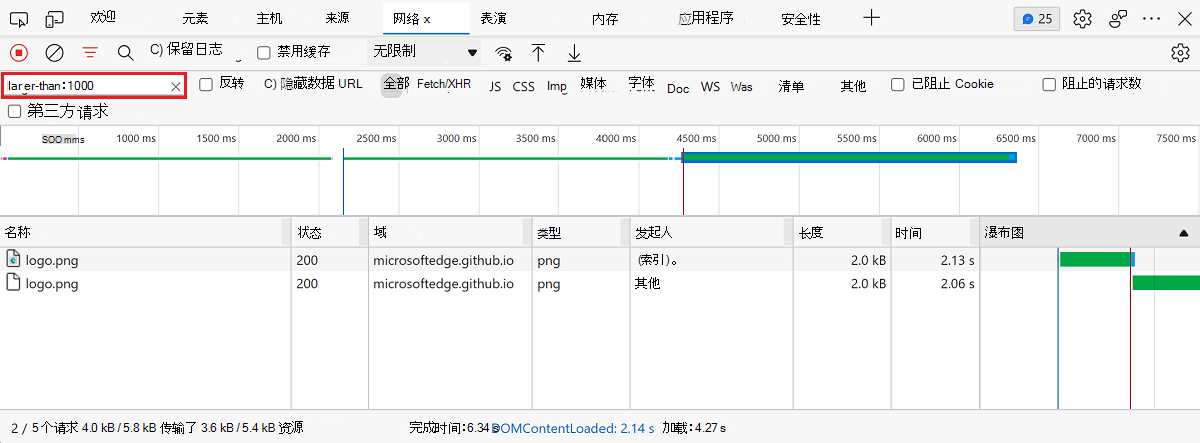 欢迎 元素 主机 来源 网络 x 表演 内存 应用程序 安全性 25
C) 保留日志 禁用缓存 无限制
larer-than:1000 反转 C) 隐藏数据 URL 全部 Fetch/XHR JS CSS Img 媒体 字体 Doc WS Was 清单 其他 已阻止 Cookie 阻止的请求数
第三方请求
SOO mms 1000 ms 1500 ms 2000 ms 2500 ms 3000 ms 3500 ms 4000 ms 4500 ms 5000 ms 5500 ms 6000 ms 6500 ms 7000 ms 7500 ms
名称 状态 域 类型 发起人 长度 时间 瀑布图
logo.png 200 microsoftedge.github.io png (索引)。 2.0 kB 2.13 s
logo.png 200 microsoftedge.github.io png 其他 2.0 kB 2.06 s
2 / 5 个请求 4.0 kB / 5.8 kB 传输了 3.6 kB / 5.4 kB 资源 完成时间:6.34 s DOMContentLoaded: 2.14 s 加载:4.27 s